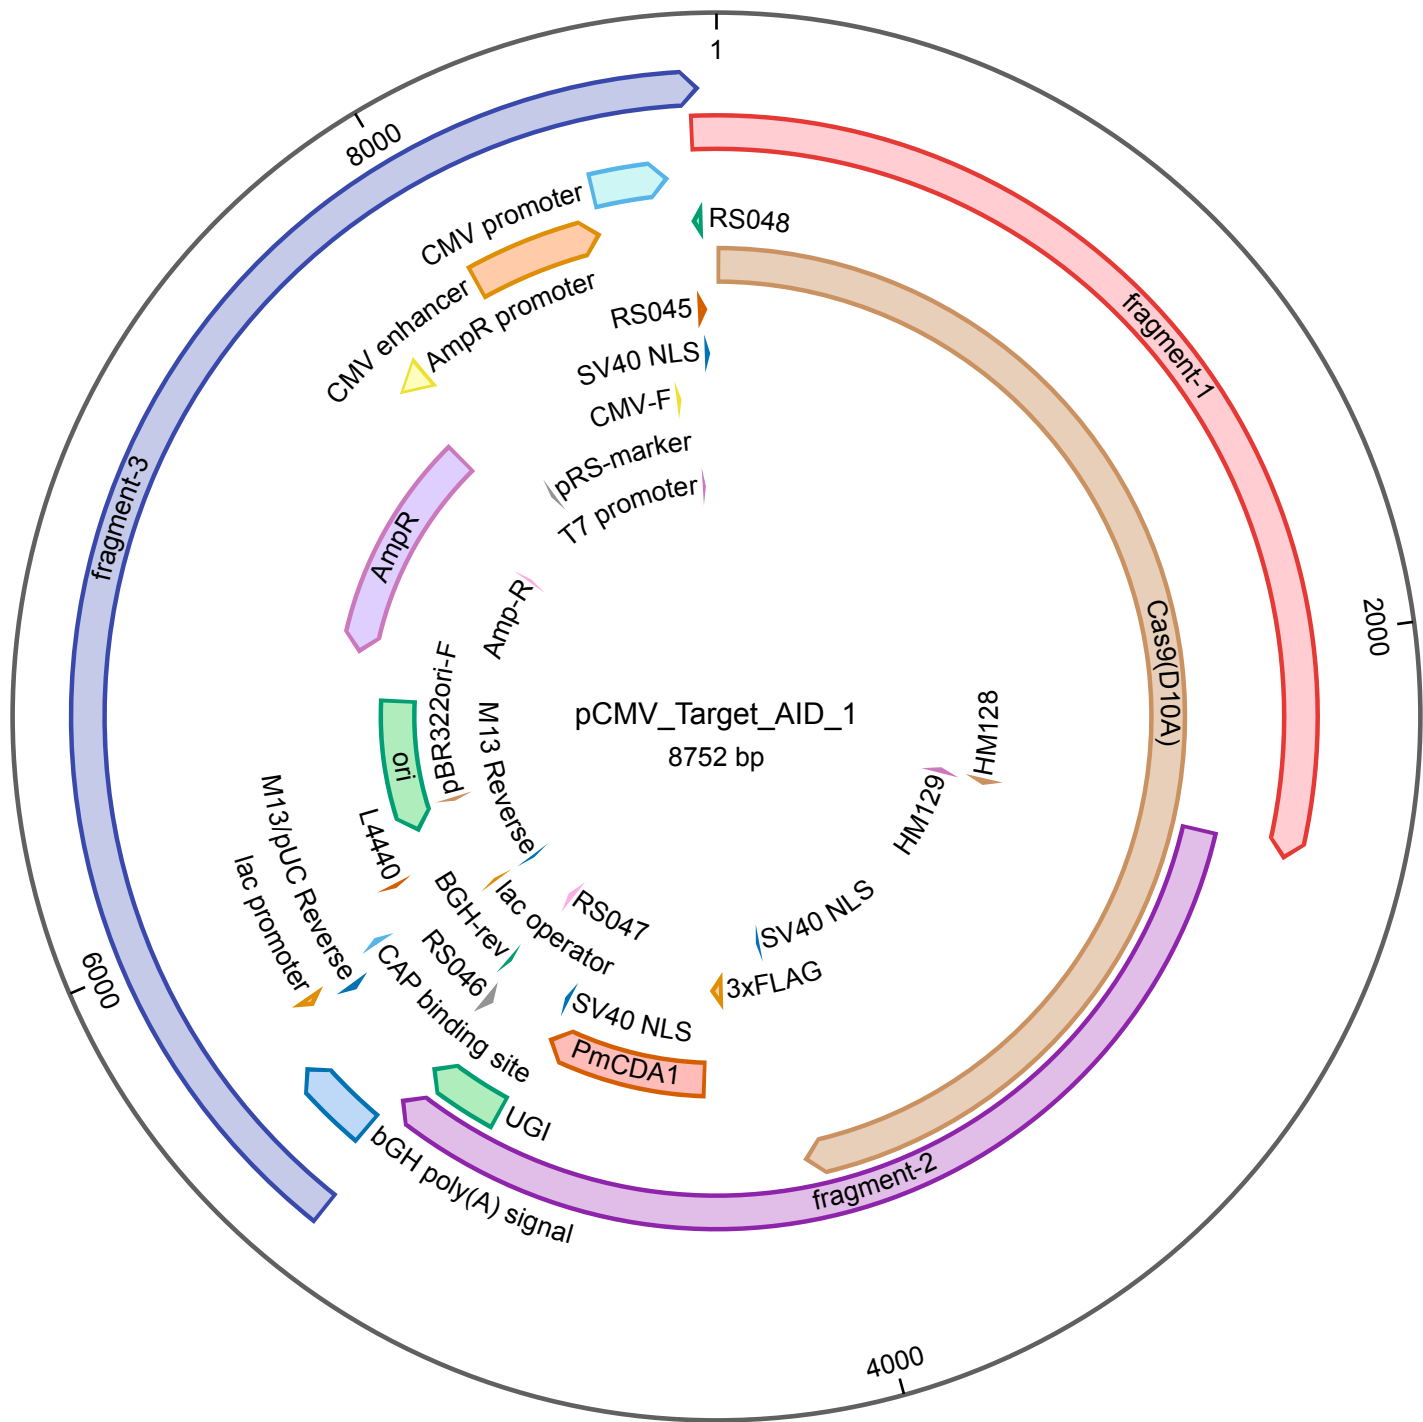 1
8000
CMV promoter
RS048
CMV enhancer
AmpR promoter
fragment-1
RS045
SV40 NLS
CMV-F
pRS-marker
T7 promoter
fragment-3
AmpR
Amp-R
2000
Cas9(D10A)
pBR322ori-F
M13 Reverse
pCMV_Target_AID_1
8752 bp
HM128
HM129
ori
L4440
M13/pUC Reverse
lac promoter
BGH-rev
lac operator
RS047
SV40 NLS
RS046
CAP binding site
3xFLAG
6000
SV40 NLS
PmCDA1
UGI
bGH poly(A) signal
fragment-2
4000